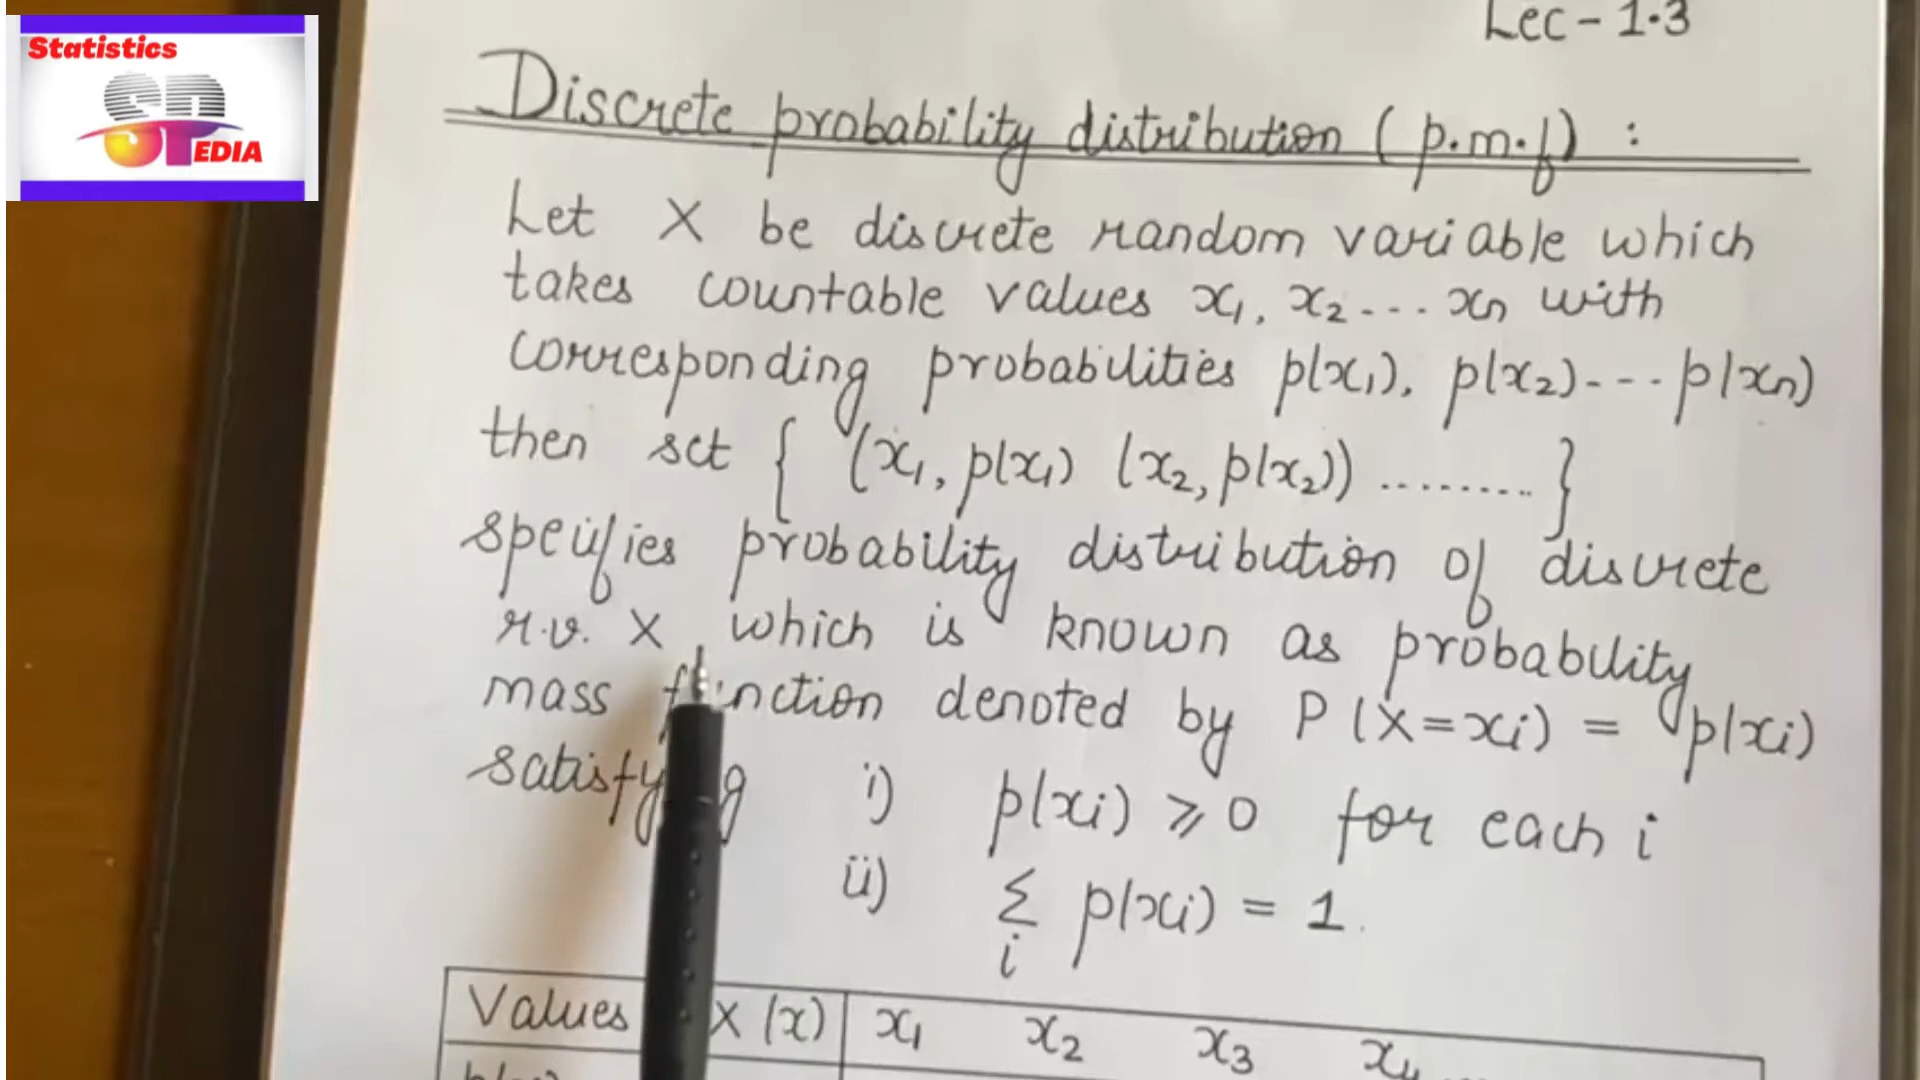 Statistics
SN
STEDIA
Lec - 1.3
Discrete probability distribution ( p.m.f) :
Let X be discrete random variable which
takes countable values x₁, x₂ --- xn with
corresponding probabilities p(x₁), p(x₂) --- p(xn)
then set { (x₁, p(x₁) (x₂, p(x₂)) ......... }
specifies probability distribution of discrete
r.v. X, which is known as probability
mass function denoted by P(X=xi) = p(xi)
satisfying i) p(xi) ⩾ 0 for each i
ii) Σ p(xi) = 1.
i
Values X (x) x₁ x₂ x₃ x₄